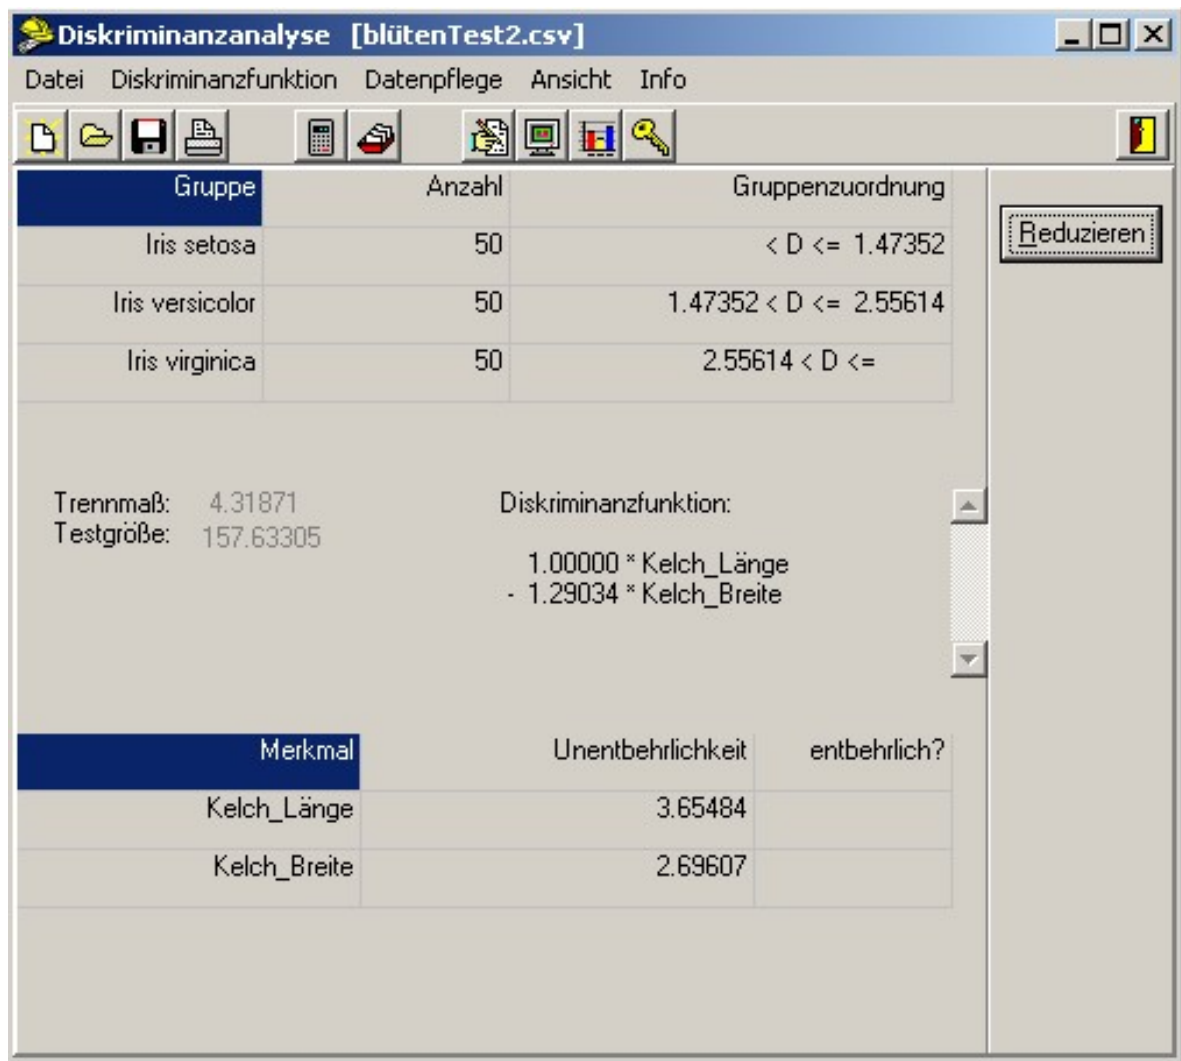 Diskriminanzanalyse [blütenTest2.csv]
Datei Diskriminanzfunktion Datenpflege Ansicht Info
Gruppe Anzahl Gruppenzuordnung
Iris setosa 50 < D <= 1.47352
Iris versicolor 50 1.47352 < D <= 2.55614
Iris virginica 50 2.55614 < D <=
Reduzieren
Trennmaß: 4.31871
Testgröße: 157.63305
Diskriminanzfunktion:
1.00000 * Kelch_Länge
- 1.29034 * Kelch_Breite
Merkmal Unentbehrlichkeit entbehrlich?
Kelch_Länge 3.65484
Kelch_Breite 2.69607